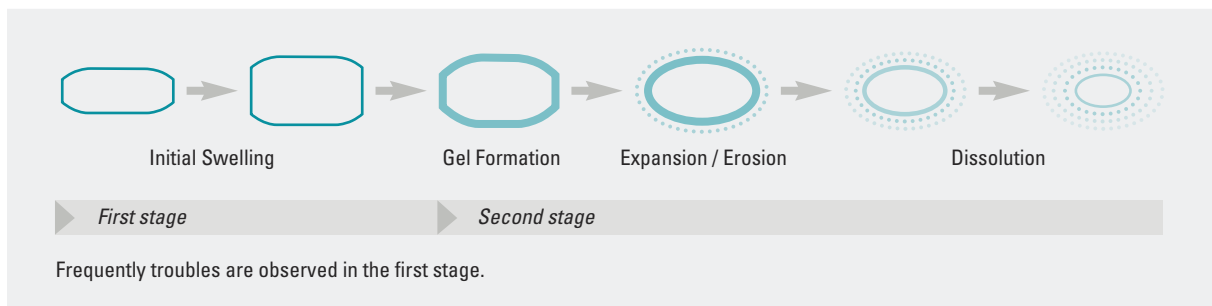 Initial Swelling
Gel Formation
Expansion / Erosion
Dissolution
First stage
Second stage
Frequently troubles are observed in the first stage.